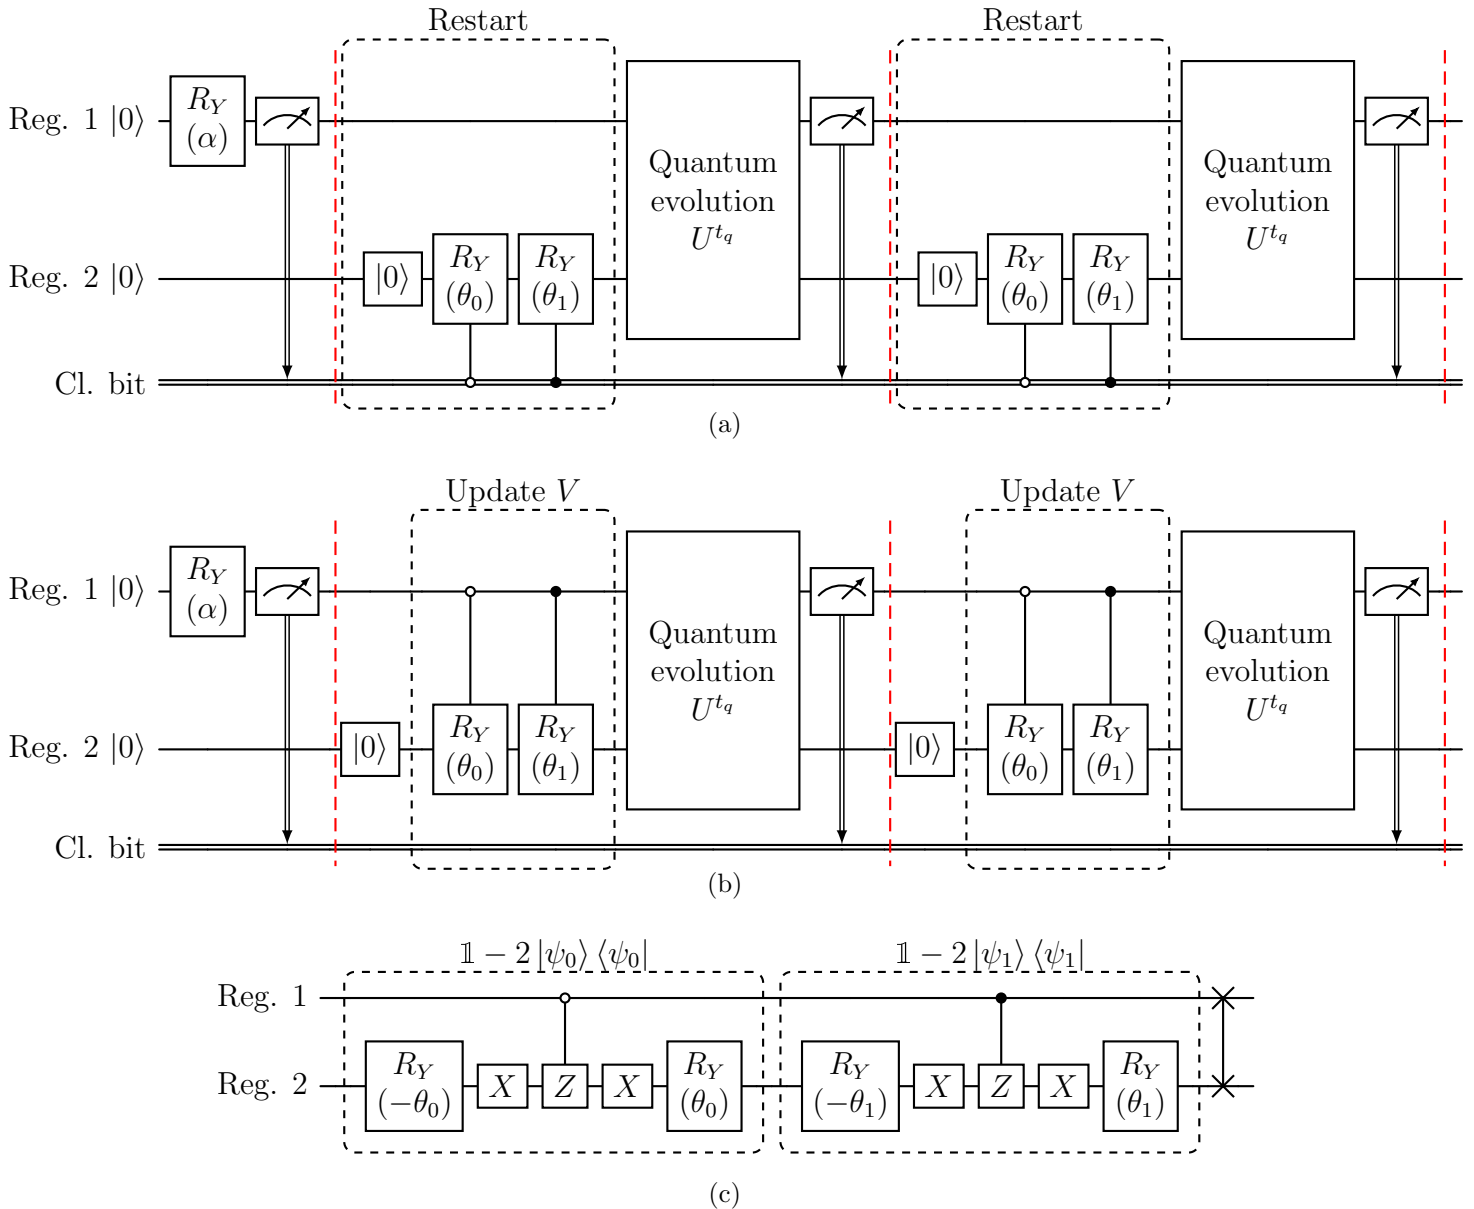 Restart Restart
Reg. 1 |0⟩ R_Y (α) Quantum evolution U^{t_q} Quantum evolution U^{t_q}
Reg. 2 |0⟩ |0⟩ R_Y (θ_0) R_Y (θ_1) |0⟩ R_Y (θ_0) R_Y (θ_1)
Cl. bit
(a)
Update V Update V
Reg. 1 |0⟩ R_Y (α) Quantum evolution U^{t_q} Quantum evolution U^{t_q}
Reg. 2 |0⟩ |0⟩ R_Y (θ_0) R_Y (θ_1) |0⟩ R_Y (θ_0) R_Y (θ_1)
Cl. bit
(b)
𝟙 − 2 |ψ_0⟩ ⟨ψ_0| 𝟙 − 2 |ψ_1⟩ ⟨ψ_1|
Reg. 1
Reg. 2 R_Y (−θ_0) X Z X R_Y (θ_0) R_Y (−θ_1) X Z X R_Y (θ_1)
(c)